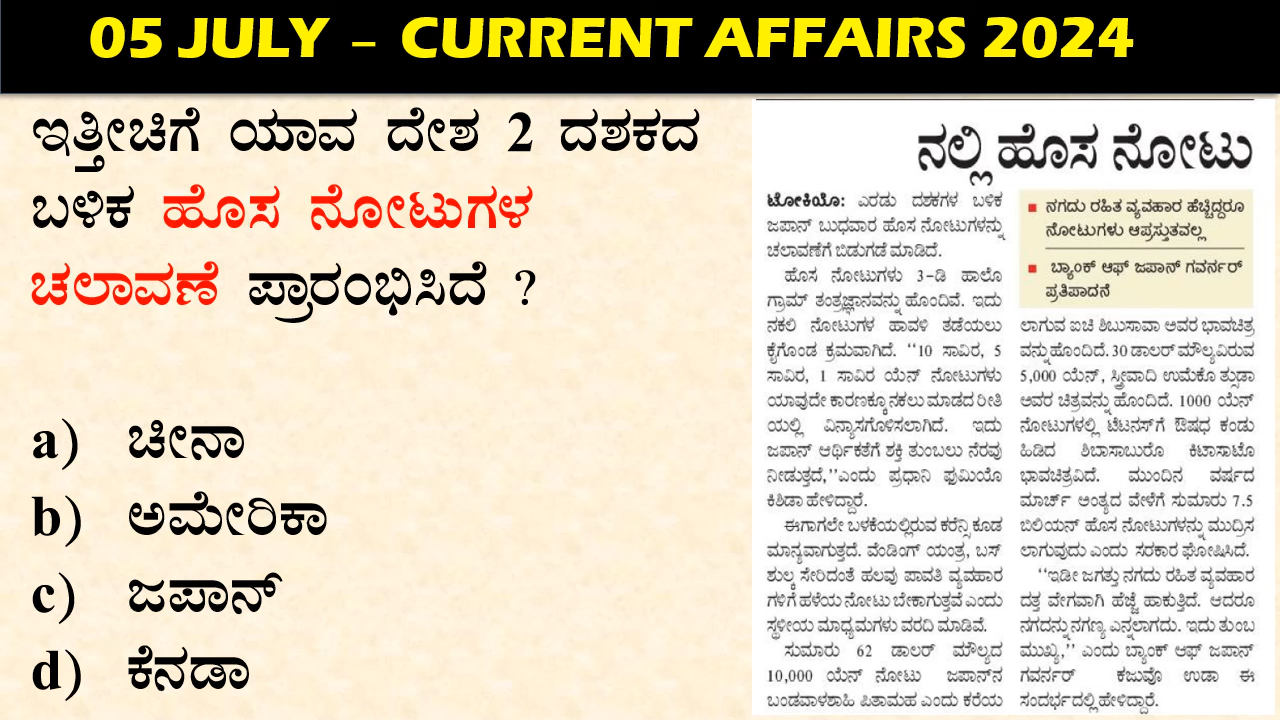 05 JULY – CURRENT AFFAIRS 2024
ಇತ್ತೀಚಿಗೆ ಯಾವ ದೇಶ 2 ದಶಕದ
ಬಳಿಕ ಹೊಸ ನೋಟುಗಳ
ಚಲಾವಣೆ ಪ್ರಾರಂಭಿಸಿದೆ ?
a) ಚೀನಾ
b) ಅಮೇರಿಕಾ
c) ಜಪಾನ್
d) ಕೆನಡಾ
ನಲ್ಲಿ ಹೊಸ ನೋಟು
ಟೋಕಿಯೊ: ಎರಡು ದಶಕಗಳ ಬಳಿಕ
ಜಪಾನ್ ಬುಧವಾರ ಹೊಸ ನೋಟುಗಳನ್ನು
ಚಲಾವಣೆಗೆ ಬಿಡುಗಡೆ ಮಾಡಿದೆ.
ಹೊಸ ನೋಟುಗಳು 3-ಡಿ ಹಾಲೊ
ಗ್ರಾಮ್ ತಂತ್ರಜ್ಞಾನವನ್ನು ಹೊಂದಿವೆ. ಇದು
ನಕಲಿ ನೋಟುಗಳ ಹಾವಳಿ ತಡೆಯಲು
ಕೈಗೊಂಡ ಕ್ರಮವಾಗಿದೆ. ‘‘10 ಸಾವಿರ, 5
ಸಾವಿರ, 1 ಸಾವಿರ ಯೆನ್ ನೋಟುಗಳು
ಯಾವುದೇ ಕಾರಣಕ್ಕೂ ನಕಲು ಮಾಡದ ರೀತಿ
ಯಲ್ಲಿ ವಿನ್ಯಾಸಗೊಳಿಸಲಾಗಿದೆ. ಇದು
ಜಪಾನ್ ಆರ್ಥಿಕತೆಗೆ ಶಕ್ತಿ ತುಂಬಲು ನೆರವು
ನೀಡುತ್ತದೆ,’’ಎಂದು ಪ್ರಧಾನಿ ಫುಮಿಯೊ
ಕಿಶಿಡಾ ಹೇಳಿದ್ದಾರೆ.
ಈಗಾಗಲೇ ಬಳಕೆಯಲ್ಲಿರುವ ಕರೆನ್ಸಿ ಕೂಡ
ಮಾನ್ಯವಾಗುತ್ತದೆ. ವೆಂಡಿಂಗ್ ಯಂತ್ರ, ಬಸ್
ಶುಲ್ಕ ಸೇರಿದಂತೆ ಹಲವು ಪಾವತಿ ವ್ಯವಹಾರ
ಗಳಿಗೆ ಹಳೆಯ ನೋಟು ಬೇಕಾಗುತ್ತವೆ ಎಂದು
ಸ್ಥಳೀಯ ಮಾಧ್ಯಮಗಳು ವರದಿ ಮಾಡಿವೆ.
ಸುಮಾರು 62 ಡಾಲರ್ ಮೌಲ್ಯದ
10,000 ಯೆನ್ ನೋಟು ಜಪಾನ್‌ನ
ಬಂಡವಾಳಶಾಹಿ ಪಿತಾಮಹ ಎಂದು ಕರೆಯ
■ ನಗದು ರಹಿತ ವ್ಯವಹಾರ ಹೆಚ್ಚಿದ್ದರೂ
ನೋಟುಗಳು ಆಪ್ರಸ್ತುತವಲ್ಲ
■ ಬ್ಯಾಂಕ್ ಆಫ್ ಜಪಾನ್ ಗವರ್ನರ್
ಪ್ರತಿಪಾದನೆ
ಲಾಗುವ ಐಚಿ ಶಿಬುಸಾವಾ ಅವರ ಭಾವಚಿತ್ರ
ವನ್ನು ಹೊಂದಿದೆ. 30 ಡಾಲರ್ ಮೌಲ್ಯವಿರುವ
5,000 ಯೆನ್, ಸ್ತ್ರೀವಾದಿ ಉಮೆಕೊ ತ್ಸುಡಾ
ಅವರ ಚಿತ್ರವನ್ನು ಹೊಂದಿದೆ. 1000 ಯೆನ್
ನೋಟುಗಳಲ್ಲಿ ಟೆಟನಸ್‌ಗೆ ಔಷಧ ಕಂಡು
ಹಿಡಿದ ಶಿಬಾಸಾಬುರೊ ಕಿಟಾಸಾಟೊ
ಭಾವಚಿತ್ರವಿದೆ. ಮುಂದಿನ ವರ್ಷದ
ಮಾರ್ಚ್ ಅಂತ್ಯದ ವೇಳೆಗೆ ಸುಮಾರು 7.5
ಬಿಲಿಯನ್ ಹೊಸ ನೋಟುಗಳನ್ನು ಮುದ್ರಿಸ
ಲಾಗುವುದು ಎಂದು ಸರಕಾರ ಘೋಷಿಸಿದೆ.
‘‘ಇಡೀ ಜಗತ್ತು ನಗದು ರಹಿತ ವ್ಯವಹಾರ
ದತ್ತ ವೇಗವಾಗಿ ಹೆಜ್ಜೆ ಹಾಕುತ್ತಿದೆ. ಆದರೂ
ನಗದನ್ನು ನಗಣ್ಯ ಎನ್ನಲಾಗದು. ಇದು ತುಂಬ
ಮುಖ್ಯ,’’ ಎಂದು ಬ್ಯಾಂಕ್ ಆಫ್ ಜಪಾನ್
ಗವರ್ನರ್ ಕಜುವೊ ಉಡಾ ಈ
ಸಂದರ್ಭದಲ್ಲಿ ಹೇಳಿದ್ದಾರೆ.